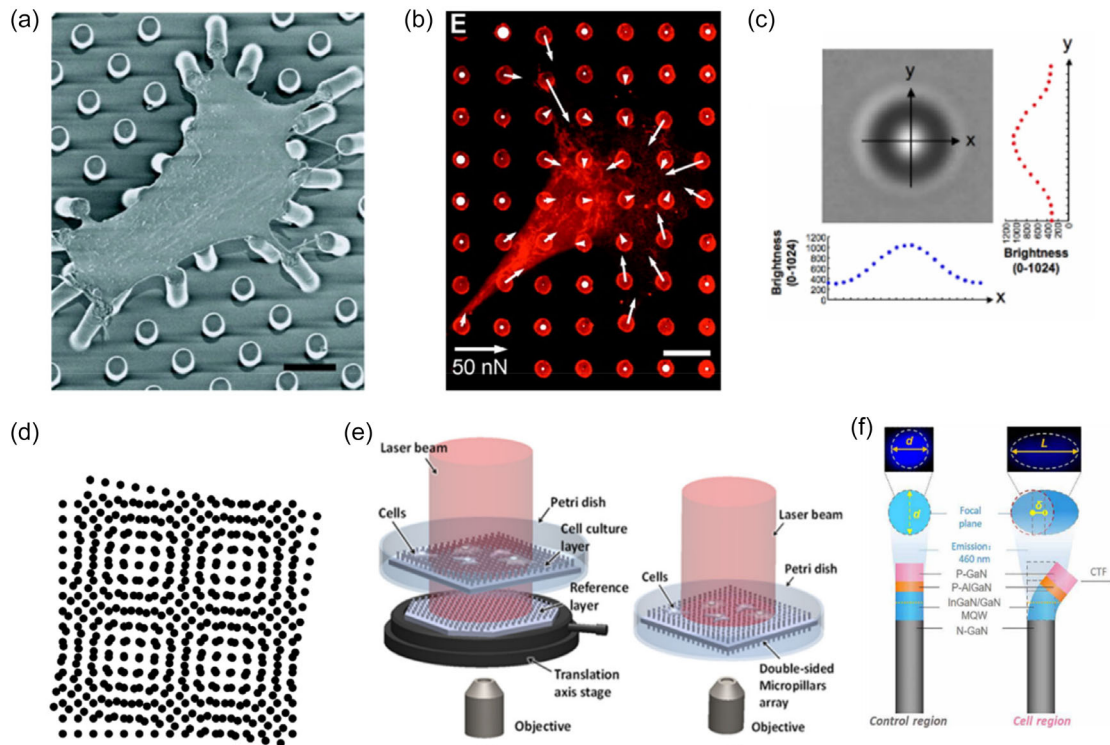 (a)
(b)
E
50 nN
(c)
y
x
Brightness
(0-1024)
1200
1000
800
600
400
200
0
x
y
1200
1000
800
600
400
200
0
Brightness
(0-1024)
(d)
(e)
Laser beam
Petri dish
Cells
Cell culture
layer
Reference
layer
Translation
axis stage
Objective
Laser beam
Petri dish
Cells
Double-sided
Micropillars
array
Objective
(f)
d
L
d
δ
Focal
plane
Emission:
460 nm
P-GaN
P-AlGaN
InGaN/GaN
MQW
N-GaN
CTF
Control region
Cell region